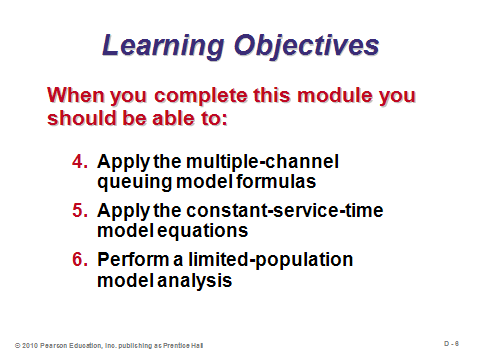 Learning Objectives
When you complete this module you
should be able to:
4. Apply the multiple-channel
queuing model formulas
5. Apply the constant-service-time
model equations
6. Perform a limited-population
model analysis
© 2010 Pearson Education, Inc. publishing as Prentice Hall
D - 6